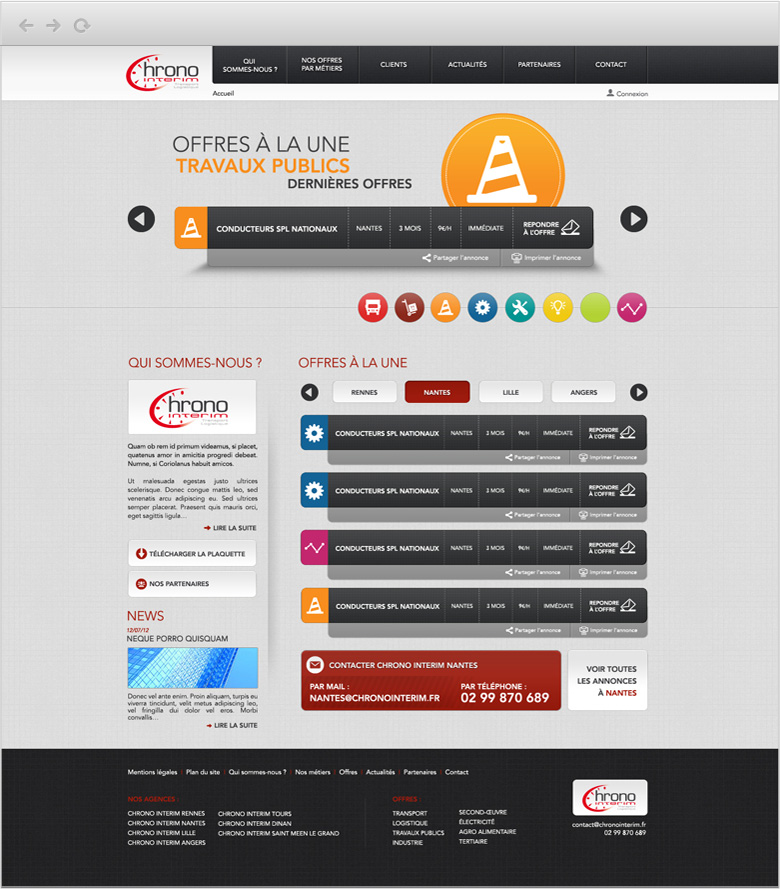 Chrono
interim
QUI
SOMMES-NOUS ?
NOS OFFRES
PAR MÉTIERS
CLIENTS
ACTUALITÉS
PARTENAIRES
CONTACT
Accueil
Connexion
OFFRES À LA UNE
TRAVAUX PUBLICS
DERNIÈRES OFFRES
CONDUCTEURS SPL NATIONAUX
NANTES
3 MOIS
9€/H
IMMÉDIATE
REPONDRE
À L'OFFRE
Partager l'annonce
Imprimer l'annonce
QUI SOMMES-NOUS ?
Chrono
interim
Quam ob rem id primum videamus, si placet,
quatenus amor in amicitia progredi debeat.
Numne, si Coriolanus habuit amicos.
Ut malesuada egestas justo ultrices
scelerisque. Donec congue mattis leo, sed
venenatis arcu adipiscing eu. Sed ultrices
semper placerat. Praesent quis mauris orci,
eget sagittis ligula...
LIRE LA SUITE
TÉLÉCHARGER LA PLAQUETTE
NOS PARTENAIRES
NEWS
12/07/12
NEQUE PORRO QUISQUAM
Donec vel ante enim. Proin aliquam, turpis eu
viverra tincidunt, velit metus adipiscing leo,
vel fringilla dui dolor vel eros. Morbi
convallis...
LIRE LA SUITE
OFFRES À LA UNE
RENNES
NANTES
LILLE
ANGERS
CONDUCTEURS SPL NATIONAUX
NANTES
3 MOIS
9€/H
IMMÉDIATE
REPONDRE
À L'OFFRE
Partager l'annonce
Imprimer l'annonce
CONDUCTEURS SPL NATIONAUX
NANTES
3 MOIS
9€/H
IMMÉDIATE
REPONDRE
À L'OFFRE
Partager l'annonce
Imprimer l'annonce
CONDUCTEURS SPL NATIONAUX
NANTES
3 MOIS
9€/H
IMMÉDIATE
REPONDRE
À L'OFFRE
Partager l'annonce
Imprimer l'annonce
CONDUCTEURS SPL NATIONAUX
NANTES
3 MOIS
9€/H
IMMÉDIATE
REPONDRE
À L'OFFRE
Partager l'annonce
Imprimer l'annonce
CONTACTER CHRONO INTERIM NANTES
PAR MAIL :
NANTES@CHRONOINTERIM.FR
PAR TÉLÉPHONE :
02 99 870 689
VOIR TOUTES
LES ANNONCES
À NANTES
Mentions légales | Plan du site | Qui sommes-nous ? | Nos métiers | Offres | Actualités | Partenaires | Contact
NOS AGENCES :
CHRONO INTERIM RENNES
CHRONO INTERIM NANTES
CHRONO INTERIM LILLE
CHRONO INTERIM ANGERS
CHRONO INTERIM TOURS
CHRONO INTERIM DINAN
CHRONO INTERIM SAINT MEEN LE GRAND
OFFRES :
TRANSPORT
LOGISTIQUE
TRAVAUX PUBLICS
INDUSTRIE
SECOND-ŒUVRE
ÉLECTRICITÉ
AGRO ALIMENTAIRE
TERTIAIRE
Chrono
interim
contact@chronointerim.fr
02 99 870 689